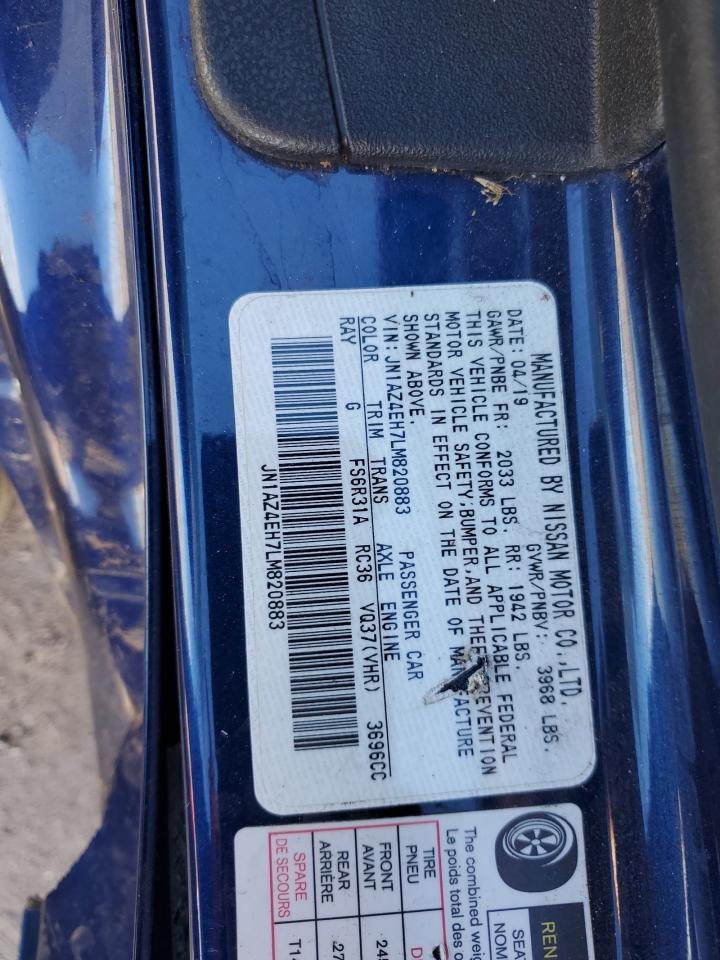 MANUFACTURED BY NISSAN MOTOR CO.,LTD.
DATE: 04/19 GVWR/PNBV: 3968 LBS.
GAWR/PNBE FR: 2033 LBS. RR: 1942 LBS.
THIS VEHICLE CONFORMS TO ALL APPLICABLE FEDERAL
MOTOR VEHICLE SAFETY,BUMPER,AND THEFT PREVENTION
STANDARDS IN EFFECT ON THE DATE OF MANUFACTURE
SHOWN ABOVE.
VIN: JN1AZ4EH7LM820883 PASSENGER CAR
COLOR TRIM TRANS AXLE ENGINE
RAY G FS6R31A RC36 VQ37(VHR) 3696CC
JN1AZ4EH7LM820883
The combined
Le poids total des
TIRE
PNEU
FRONT
AVANT
REAR
ARRIÈRE
SPARE
DE SECOURS